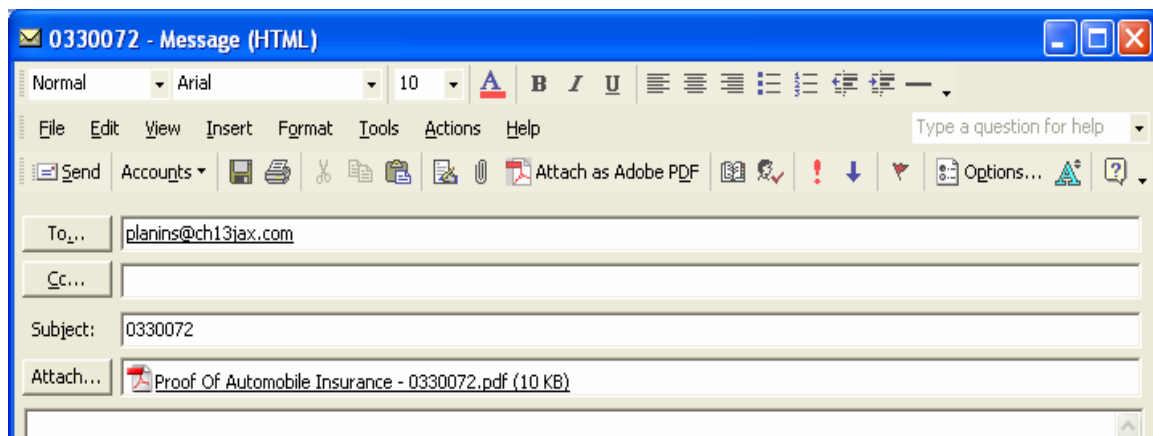 0330072 - Message (HTML)
Normal Arial 10 A B I U
File Edit View Insert Format Tools Actions Help Type a question for help
Send Accounts Attach as Adobe PDF Options...
To... planins@ch13jax.com
Cc...
Subject: 0330072
Attach... Proof Of Automobile Insurance - 0330072.pdf (10 KB)